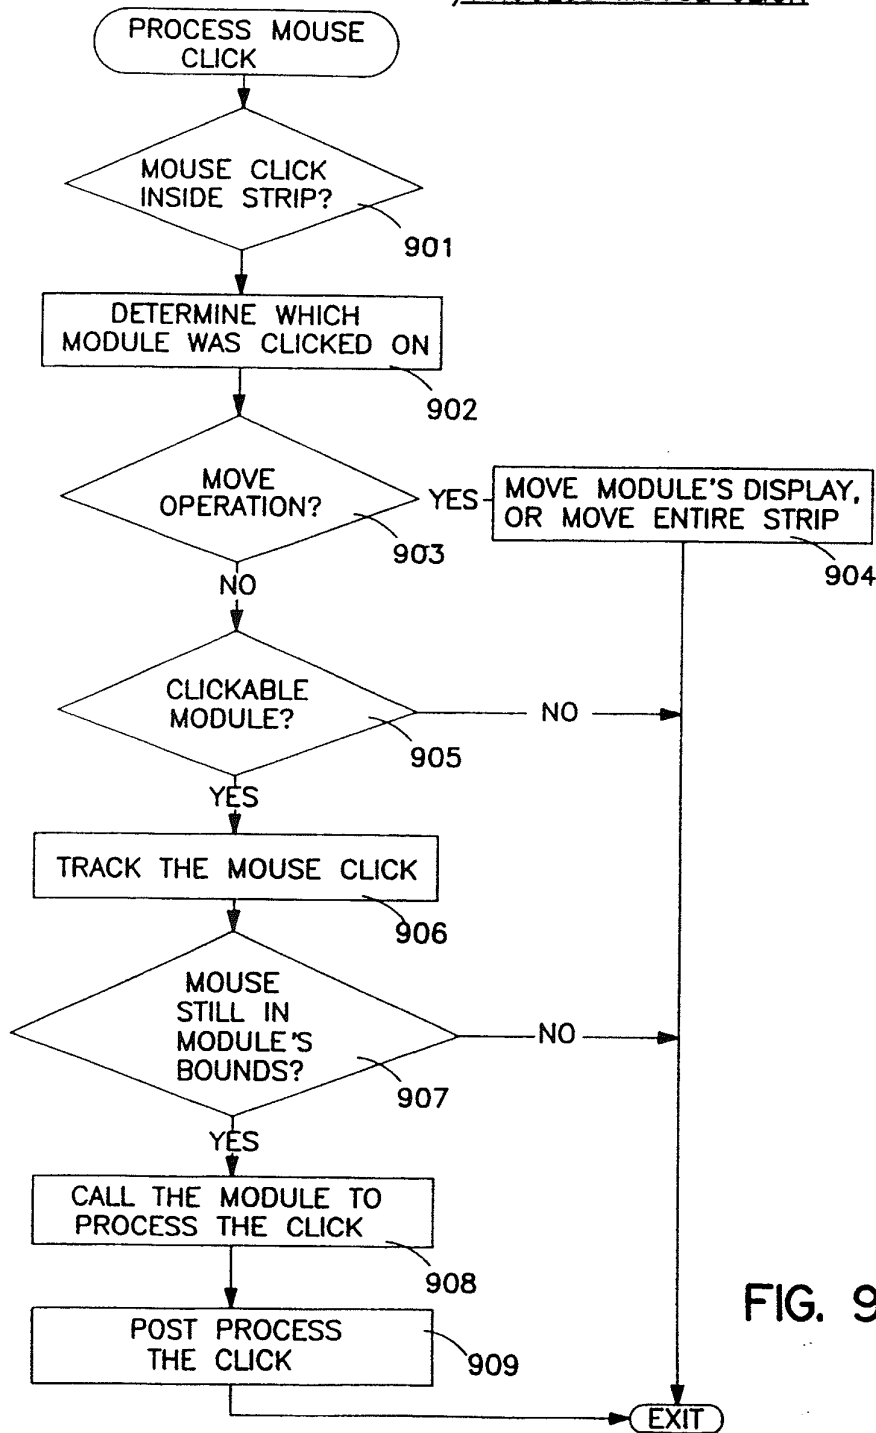 PROCESS MOUSE
CLICK
MOUSE CLICK
INSIDE STRIP?
901
DETERMINE WHICH
MODULE WAS CLICKED ON
902
MOVE
OPERATION?
903
YES
MOVE MODULE'S DISPLAY,
OR MOVE ENTIRE STRIP
904
NO
CLICKABLE
MODULE?
905
NO
YES
TRACK THE MOUSE CLICK
906
MOUSE
STILL IN
MODULE'S
BOUNDS?
907
NO
YES
CALL THE MODULE TO
PROCESS THE CLICK
908
POST PROCESS
THE CLICK
909
FIG. 9
EXIT